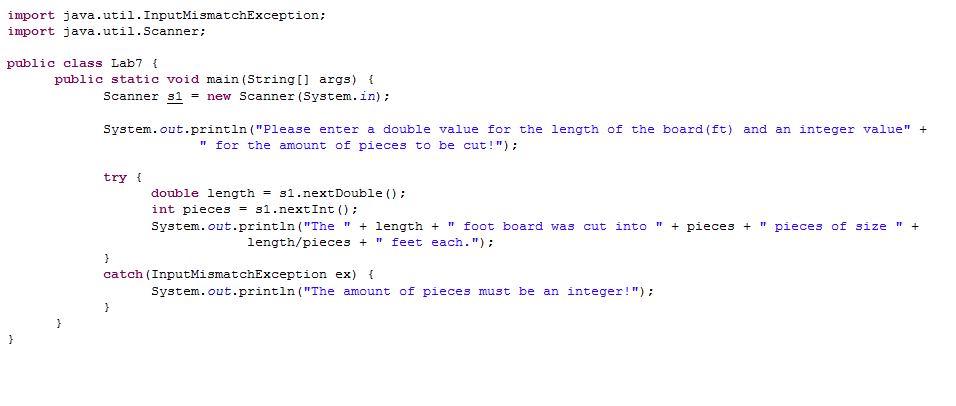 import java.util.InputMismatchException;
import java.util.Scanner;

public class Lab7 {
      public static void main(String[] args) {
            Scanner s1 = new Scanner(System.in);

            System.out.println("Please enter a double value for the length of the board(ft) and an integer value" +
                        " for the amount of pieces to be cut!");

            try {
                  double length = s1.nextDouble();
                  int pieces = s1.nextInt();
                  System.out.println("The " + length + " foot board was cut into " + pieces + " pieces of size " +
                              length/pieces + " feet each.");
            }
            catch(InputMismatchException ex) {
                  System.out.println("The amount of pieces must be an integer!");
            }
      }
}